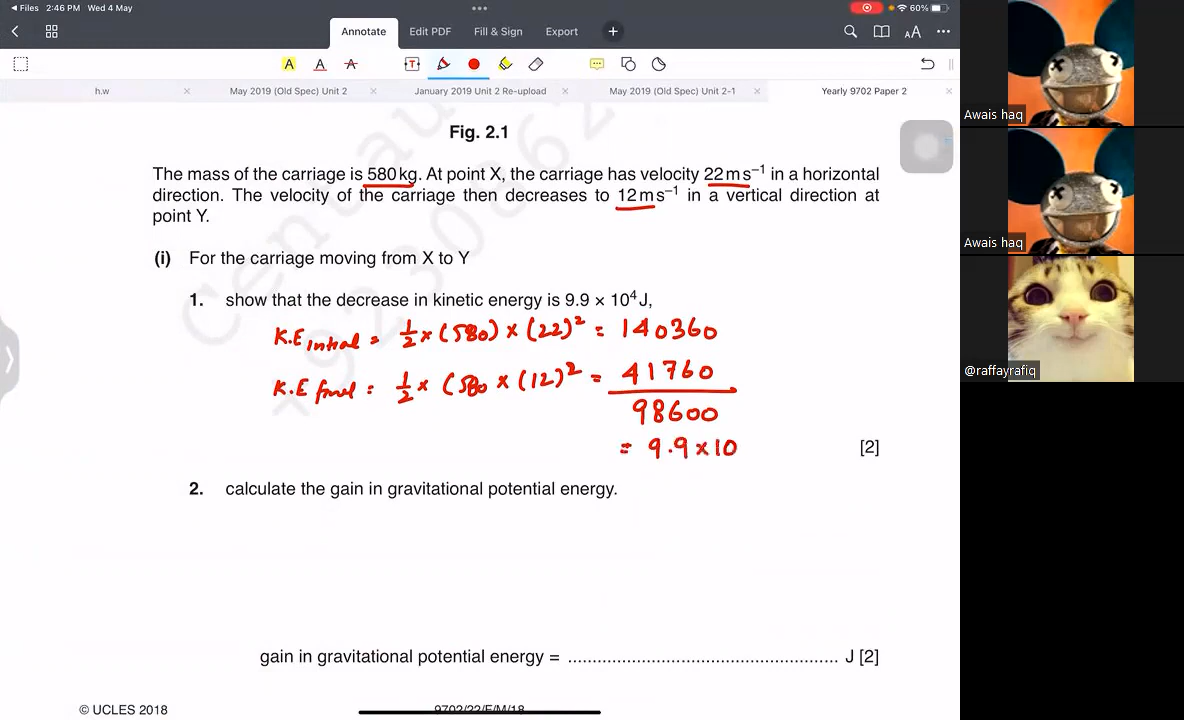 Files 2:46 PM Wed 4 May 60%
Annotate Edit PDF Fill & Sign Export
h.w May 2019 (Old Spec) Unit 2 January 2019 Unit 2 Re-upload May 2019 (Old Spec) Unit 2-1 Yearly 9702 Paper 2
Fig. 2.1
The mass of the carriage is 580 kg. At point X, the carriage has velocity 22 m s⁻¹ in a horizontal
direction. The velocity of the carriage then decreases to 12 m s⁻¹ in a vertical direction at
point Y.
(i) For the carriage moving from X to Y
1. show that the decrease in kinetic energy is 9.9 × 10⁴ J,
K.E initial = 1/2 × (580) × (22)² = 140360
K.E final = 1/2 × (580 × (12)² = 41760
98600
= 9.9 × 10
[2]
2. calculate the gain in gravitational potential energy.
gain in gravitational potential energy = ...................................................... J [2]
© UCLES 2018 9702/22/F/M/18
Awais haq
Awais haq
@raffayrafiq